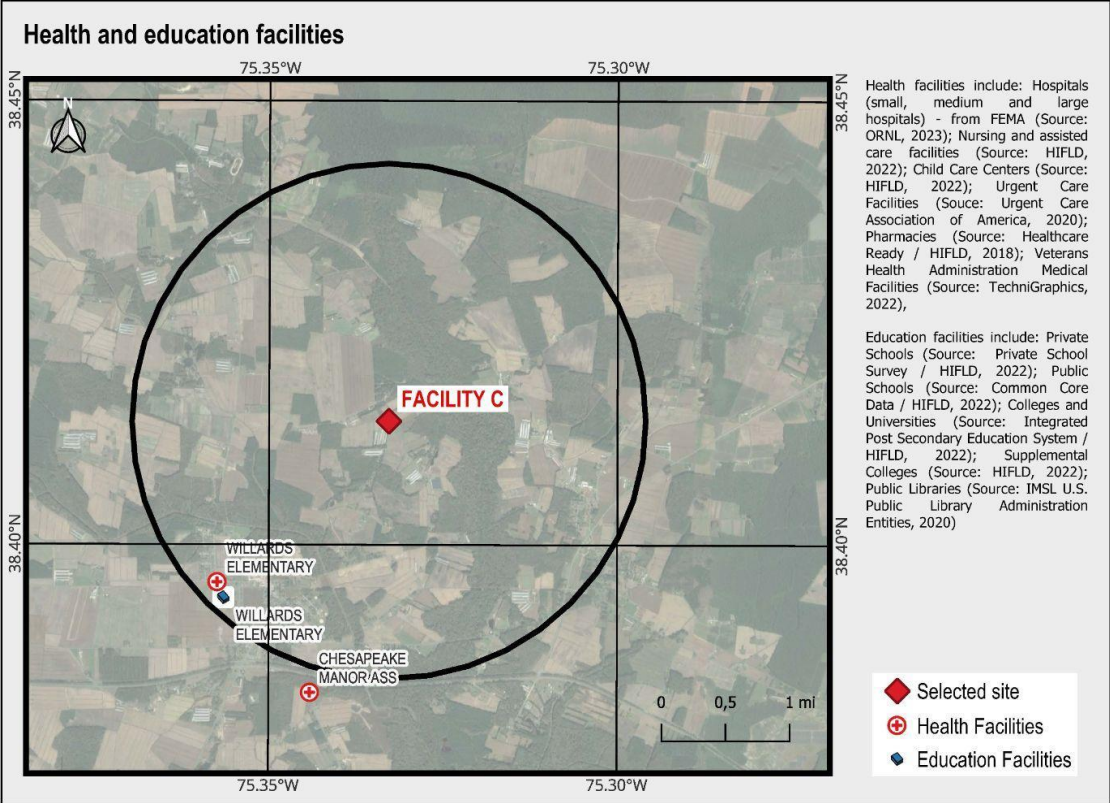 Health and education facilities
75.35°W
75.30°W
38.45°N
38.45°N
N
Health facilities include: Hospitals
(small, medium and large
hospitals) - from FEMA (Source:
ORNL, 2023); Nursing and assisted
care facilities (Source: HIFLD,
2022); Child Care Centers (Source:
HIFLD, 2022); Urgent Care
Facilities (Souce: Urgent Care
Association of America, 2020);
Pharmacies (Source: Healthcare
Ready / HIFLD, 2018); Veterans
Health Administration Medical
Facilities (Source: TechniGraphics,
2022),
Education facilities include: Private
Schools (Source: Private School
Survey / HIFLD, 2022); Public
Schools (Source: Common Core
Data / HIFLD, 2022); Colleges and
Universities (Source: Integrated
Post Secondary Education System /
HIFLD, 2022); Supplemental
Colleges (Source: HIFLD, 2022);
Public Libraries (Source: IMSL U.S.
Public Library Administration
Entities, 2020)
FACILITY C
38.40°N
38.40°N
WILLARDS
ELEMENTARY
WILLARDS
ELEMENTARY
CHESAPEAKE
MANOR ASS
0 0,5 1 mi
Selected site
Health Facilities
Education Facilities
75.35°W
75.30°W